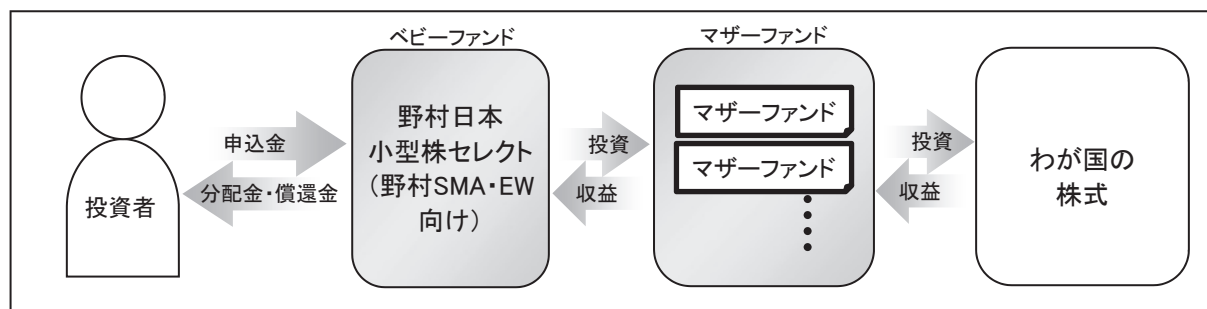 ベビーファンド
マザーファンド
投資者
申込金
分配金・償還金
野村日本
小型株セレクト
(野村SMA・EW
向け)
投資
収益
マザーファンド
マザーファンド
投資
収益
わが国の
株式